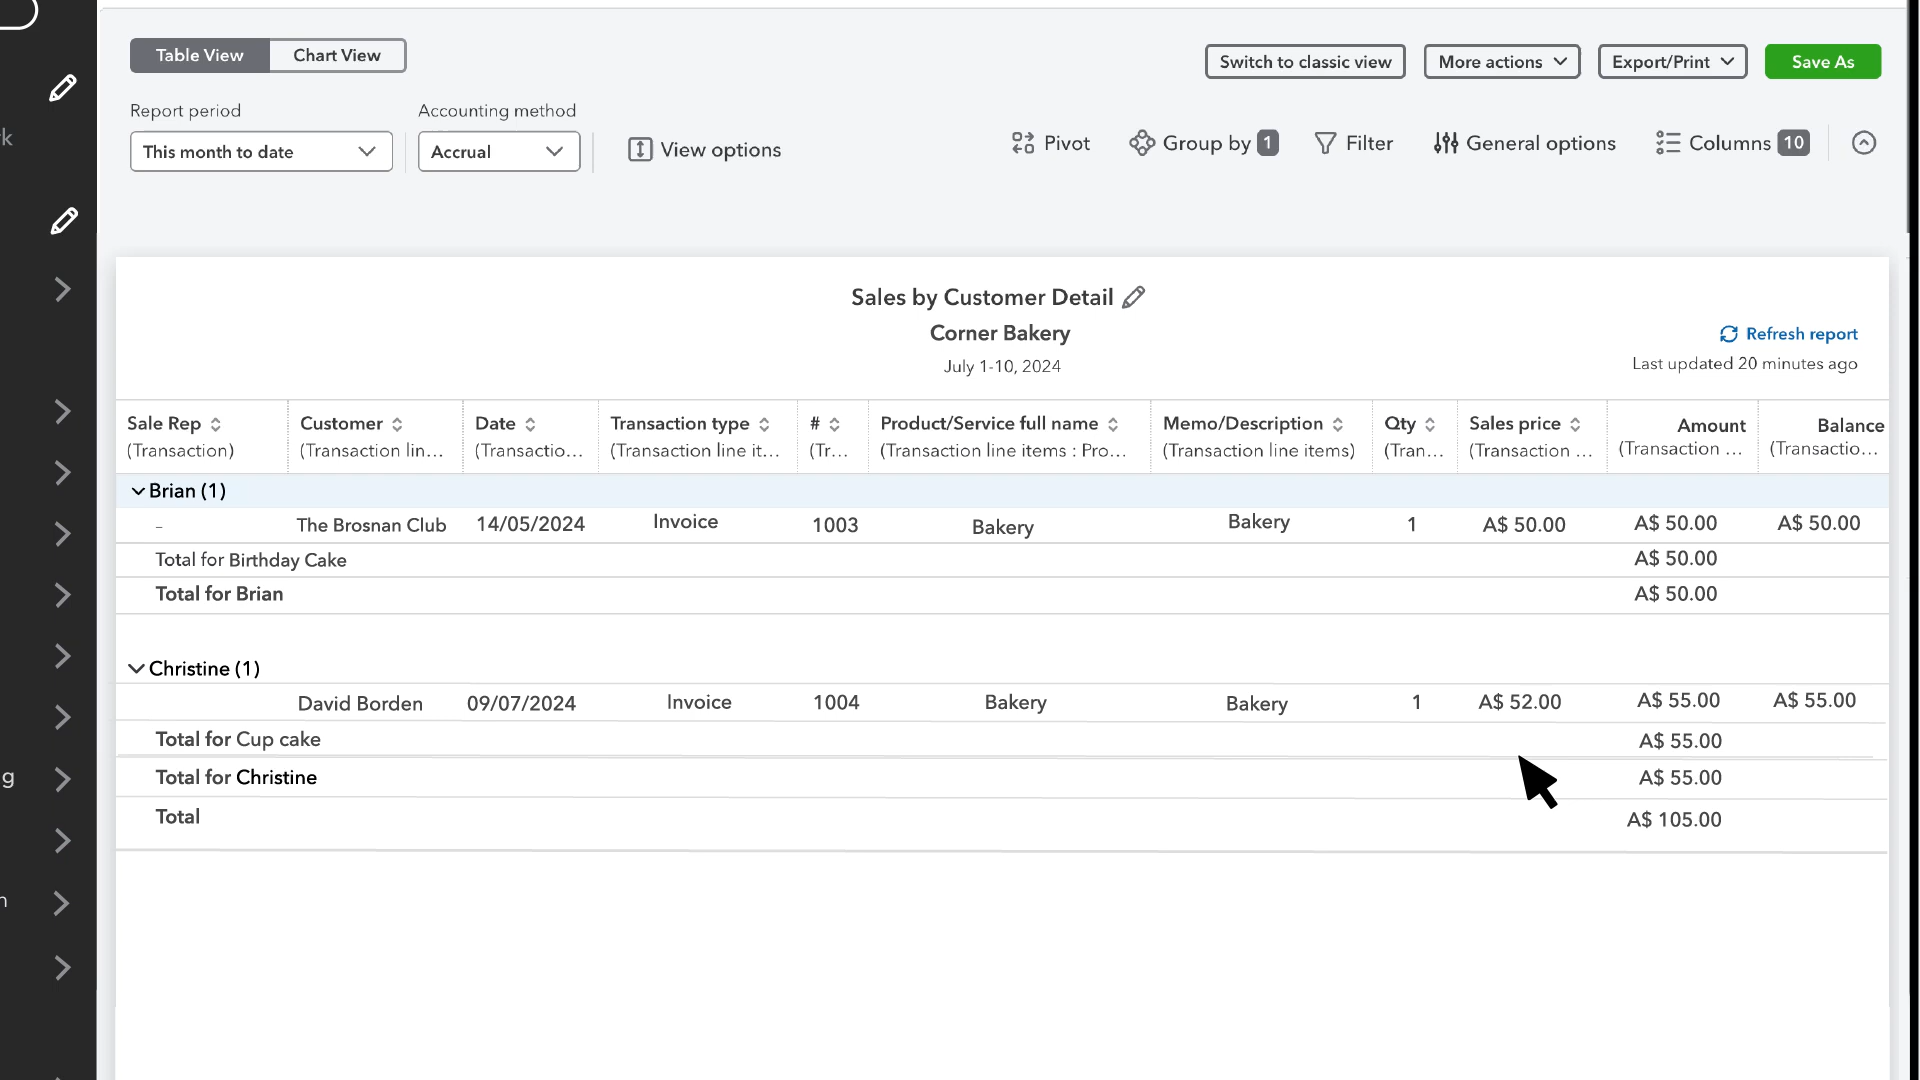 Table View Chart View Switch to classic view More actions Export/Print Save As
k
Report period Accounting method
This month to date Accrual View options Pivot Group by 1 Filter General options Columns 10
Sales by Customer Detail
Corner Bakery
July 1-10, 2024
Refresh report
Last updated 20 minutes ago
Sale Rep Customer Date Transaction type # Product/Service full name Memo/Description Qty Sales price Amount Balance
(Transaction) (Transaction lin... (Transactio... (Transaction line it... (Tr... (Transaction line items : Pro... (Transaction line items) (Tran... (Transaction ... (Transaction ... (Transactio...
Brian (1)
- The Brosnan Club 14/05/2024 Invoice 1003 Bakery Bakery 1 A$ 50.00 A$ 50.00 A$ 50.00
Total for Birthday Cake A$ 50.00
Total for Brian A$ 50.00
Christine (1)
David Borden 09/07/2024 Invoice 1004 Bakery Bakery 1 A$ 52.00 A$ 55.00 A$ 55.00
Total for Cup cake A$ 55.00
g
Total for Christine A$ 55.00
Total A$ 105.00
n